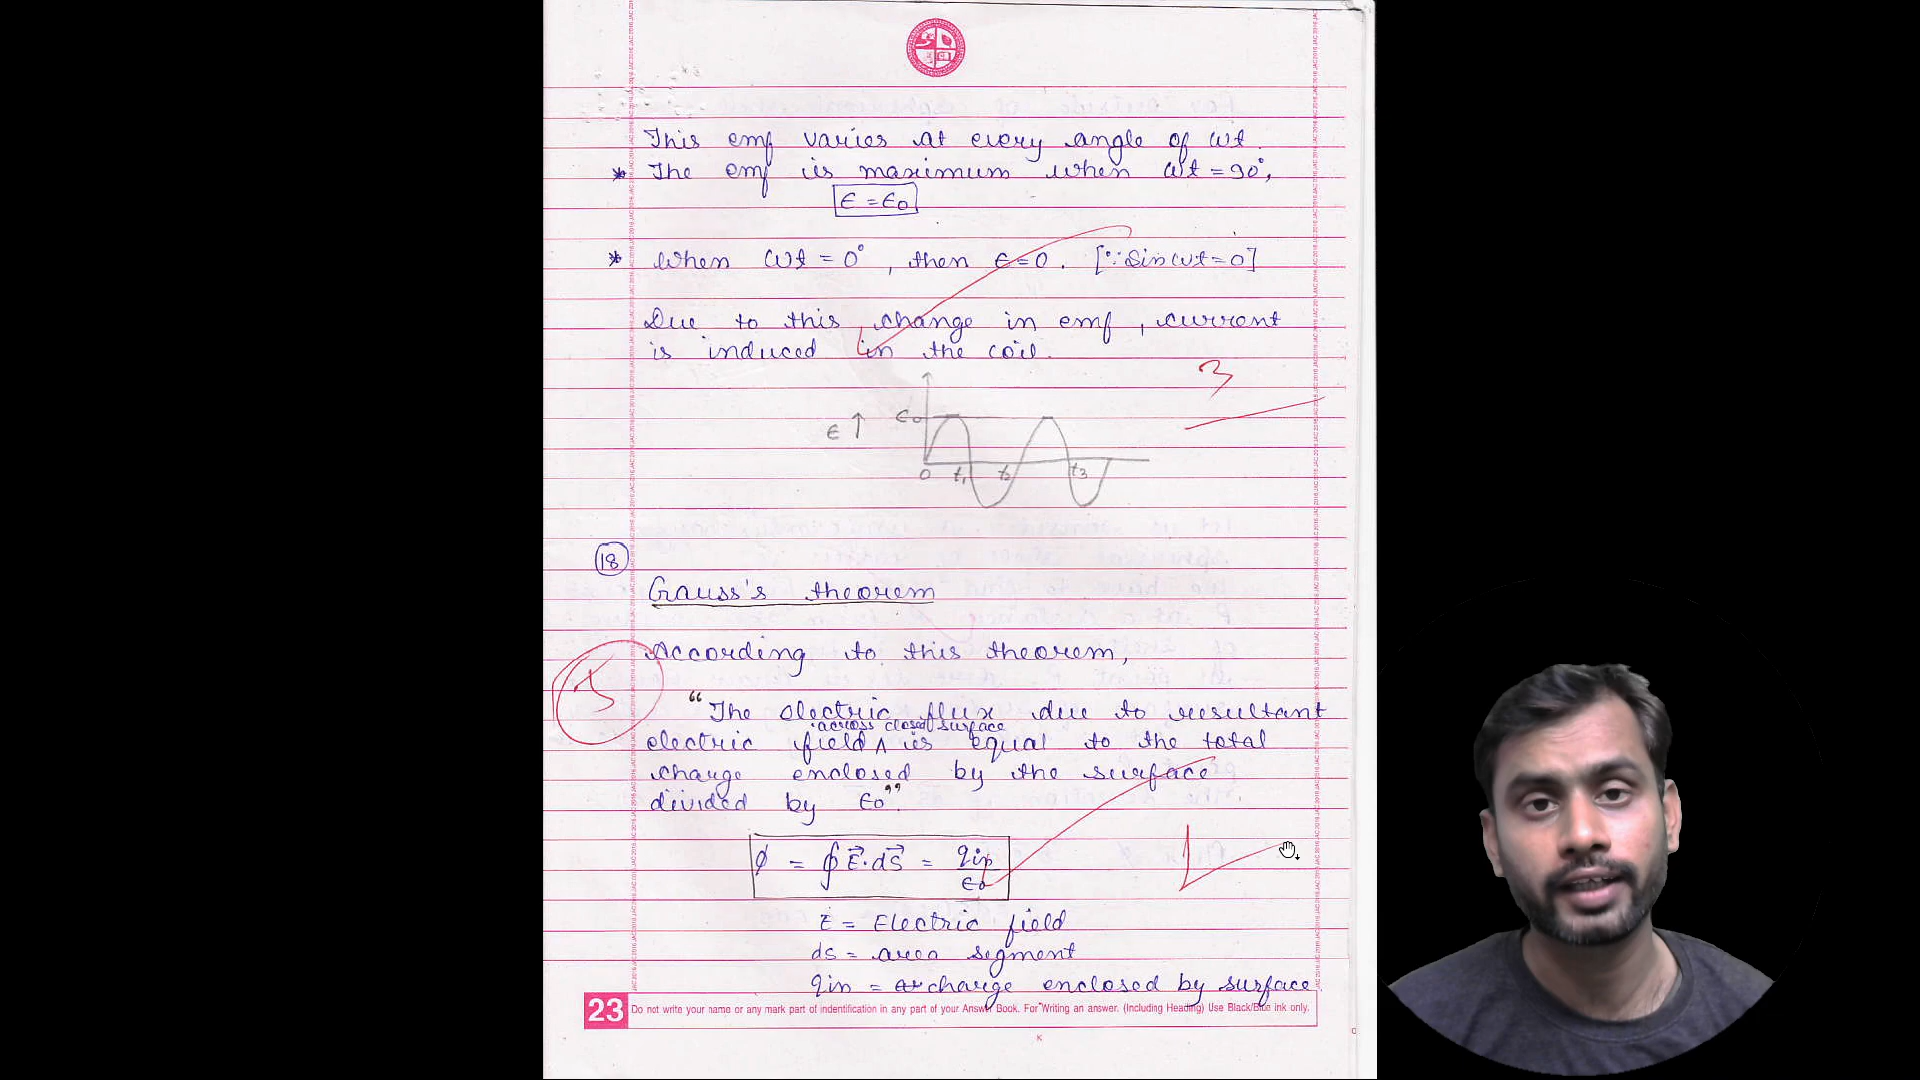 This emf varies at every angle of ωt.
* The emf is maximum when ωt = 90°,
ϵ = ϵ0
* When ωt = 0°, then ϵ = 0. [∵ Sin ωt = 0]
Due to this change in emf, current
is induced in the coil.
3
ϵ ↑ ϵ0
0 t1 t2 t3
18
Gauss's theorem
5
According to this theorem,
“The electric flux due to resultant
across closed surface
electric field ∧ is equal to the total
charge enclosed by the surface
divided by ϵ0”.
ϕ = ∮ E⃗·dS⃗ = qin/ϵ0
E = Electric field
ds = area segment
qin = charge enclosed by surface
23 Do not write your name or any mark part of indentification in any part of your Answer Book. For Writing an answer. (Including Heading) Use Black/Blue ink only.
K